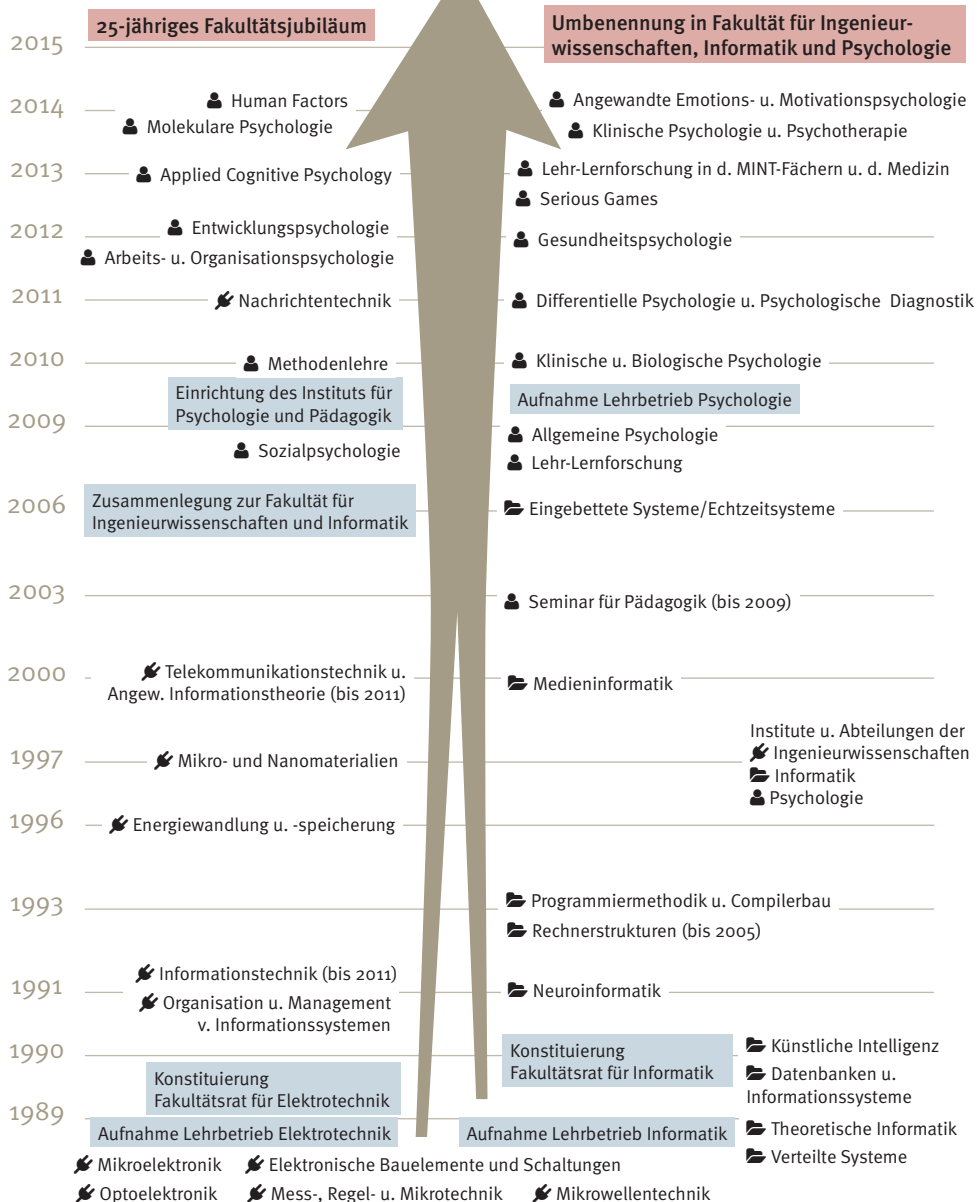 25-jähriges Fakultätsjubiläum
Umbenennung in Fakultät für Ingenieur-
wissenschaften, Informatik und Psychologie
2015
2014
Human Factors
Molekulare Psychologie
Angewandte Emotions- u. Motivationspsychologie
Klinische Psychologie u. Psychotherapie
2013
Applied Cognitive Psychology
Lehr-Lernforschung in d. MINT-Fächern u. d. Medizin
Serious Games
2012
Entwicklungspsychologie
Arbeits- u. Organisationspsychologie
Gesundheitspsychologie
2011
Nachrichtentechnik
Differentielle Psychologie u. Psychologische Diagnostik
2010
Methodenlehre
Klinische u. Biologische Psychologie
Einrichtung des Instituts für
Psychologie und Pädagogik
Aufnahme Lehrbetrieb Psychologie
2009
Sozialpsychologie
Allgemeine Psychologie
Lehr-Lernforschung
2006
Zusammenlegung zur Fakultät für
Ingenieurwissenschaften und Informatik
Eingebettete Systeme/Echtzeitsysteme
2003
Seminar für Pädagogik (bis 2009)
2000
Telekommunikationstechnik u.
Angew. Informationstheorie (bis 2011)
Medieninformatik
1997
Mikro- und Nanomaterialien
Institute u. Abteilungen der
Ingenieurwissenschaften
Informatik
Psychologie
1996
Energiewandlung u. -speicherung
1993
Programmiermethodik u. Compilerbau
Rechnerstrukturen (bis 2005)
1991
Informationstechnik (bis 2011)
Organisation u. Management
v. Informationssystemen
Neuroinformatik
1990
Konstituierung
Fakultätsrat für Elektrotechnik
Konstituierung
Fakultätsrat für Informatik
Künstliche Intelligenz
Datenbanken u.
Informationssysteme
Theoretische Informatik
Verteilte Systeme
1989
Aufnahme Lehrbetrieb Elektrotechnik
Aufnahme Lehrbetrieb Informatik
Mikroelektronik
Elektronische Bauelemente und Schaltungen
Optoelektronik
Mess-, Regel- u. Mikrotechnik
Mikrowellentechnik